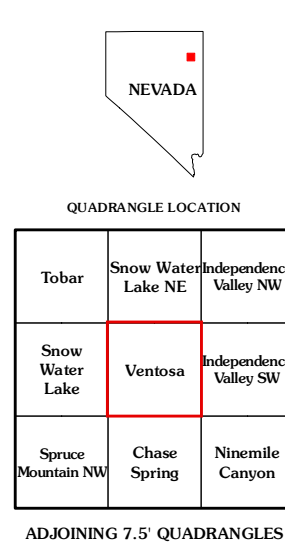 NEVADA
QUADRANGLE LOCATION
Tobar
Snow Water
Lake NE
Independenc
Valley NW
Snow
Water
Lake
Ventosa
Independenc
Valley SW
Spruce
Mountain NW
Chase
Spring
Ninemile
Canyon
ADJOINING 7.5' QUADRANGLES